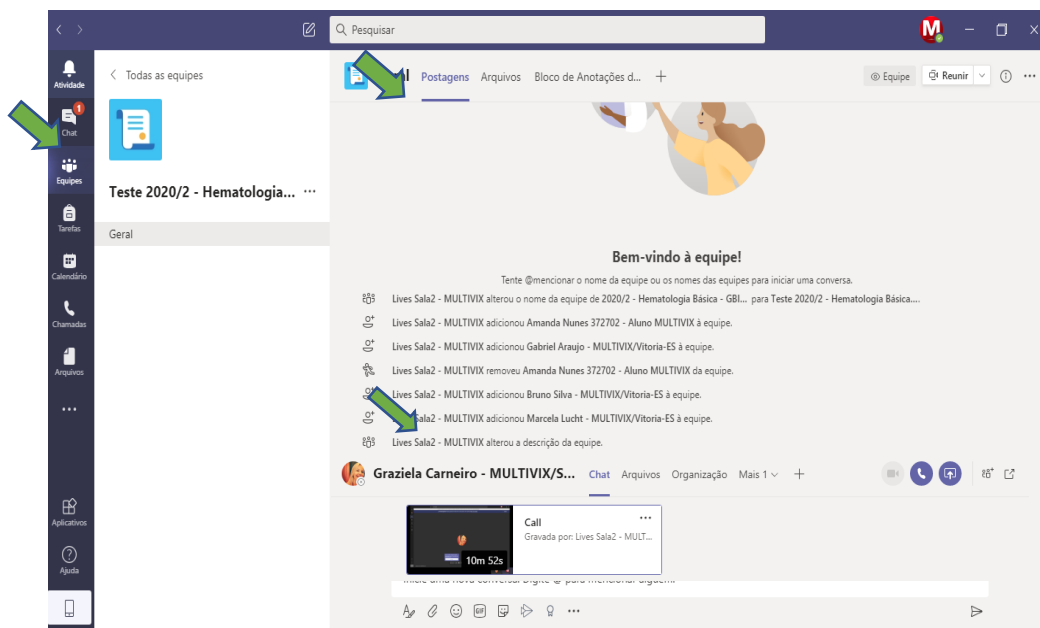 Pesquisar
M
Atividade
1
Chat
Equipes
Tarefas
Calendário
Chamadas
Arquivos
Aplicativos
Ajuda
Todas as equipes
Teste 2020/2 - Hematologia...
Geral
Postagens Arquivos Bloco de Anotações d...
Equipe
Reunir
Bem-vindo à equipe!
Tente @mencionar o nome da equipe ou os nomes das equipes para iniciar uma conversa.
Lives Sala2 - MULTIVIX alterou o nome da equipe de 2020/2 - Hematologia Básica - GBI... para Teste 2020/2 - Hematologia Básica....
Lives Sala2 - MULTIVIX adicionou Amanda Nunes 372702 - Aluno MULTIVIX à equipe.
Lives Sala2 - MULTIVIX adicionou Gabriel Araujo - MULTIVIX/Vitoria-ES à equipe.
Lives Sala2 - MULTIVIX removeu Amanda Nunes 372702 - Aluno MULTIVIX da equipe.
Lives Sala2 - MULTIVIX adicionou Bruno Silva - MULTIVIX/Vitoria-ES à equipe.
Sala2 - MULTIVIX adicionou Marcela Lucht - MULTIVIX/Vitoria-ES à equipe.
Lives Sala2 - MULTIVIX alterou a descrição da equipe.
Graziela Carneiro - MULTIVIX/S... Chat Arquivos Organização Mais 1
Call
Gravada por: Lives Sala2 - MULT...
10m 52s
GIF